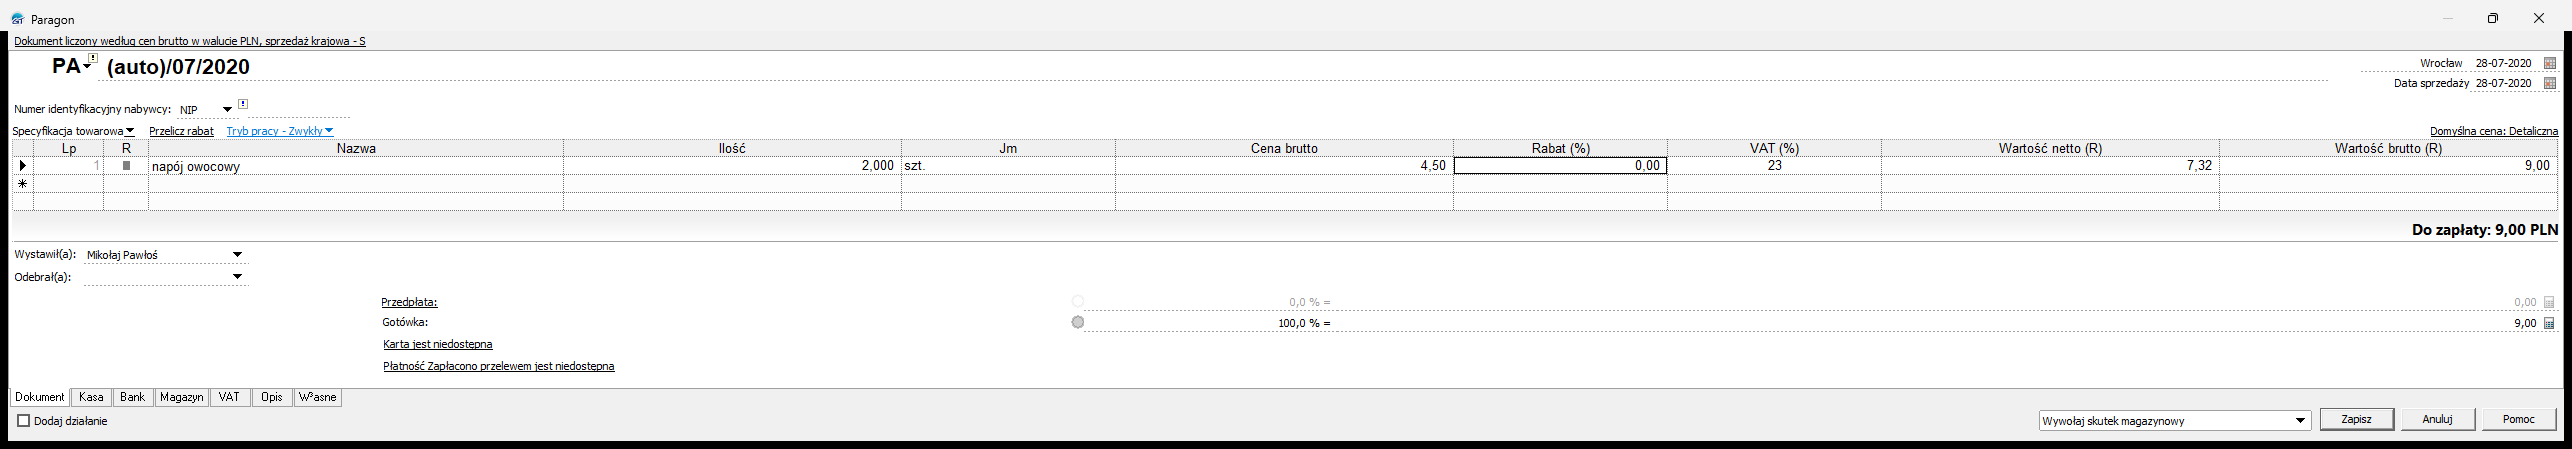 Paragon
Dokument liczony według cen brutto w walucie PLN, sprzedaż krajowa - S
PA (auto)/07/2020
Wrocław 28-07-2020
Data sprzedaży 28-07-2020
Numer identyfikacyjny nabywcy: NIP
Specyfikacja towarowa Przelicz rabat Tryb pracy - Zwykły Domyślna cena: Detaliczna
Lp R Nazwa Ilość Jm Cena brutto Rabat (%) VAT (%) Wartość netto (R) Wartość brutto (R)
1 napój owocowy 2,000 szt. 4,50 0,00 23 7,32 9,00
Do zapłaty: 9,00 PLN
Wystawił(a): Mikołaj Pawłoś
Odebrał(a):
Przedpłata: 0,0 % = 0,00
Gotówka: 100,0 % = 9,00
Karta jest niedostępna
Płatność Zapłacono przelewem jest niedostępna
Dokument Kasa Bank Magazyn VAT Opis W³asne
Dodaj działanie Wywołaj skutek magazynowy Zapisz Anuluj Pomoc